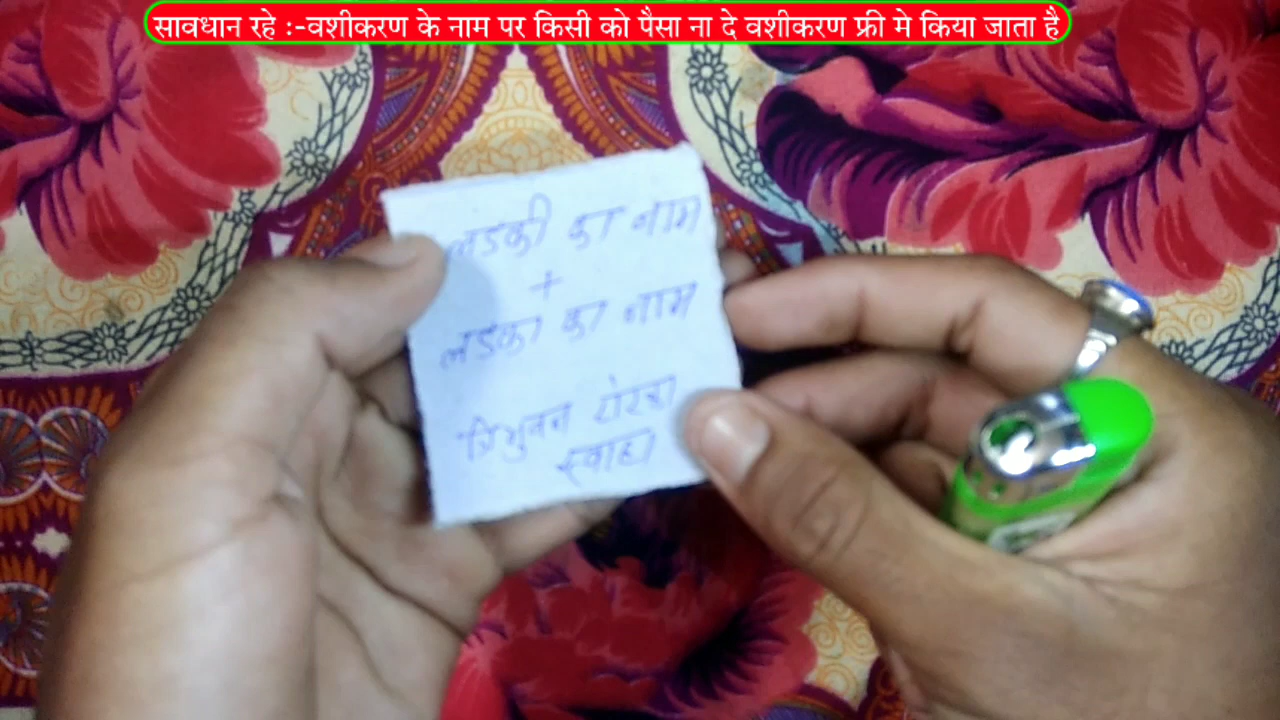 सावधान रहे :-वशीकरण के नाम पर किसी को पैसा ना दे वशीकरण फ्री मे किया जाता है
लडकी का नाम
+
लडका का नाम
त्रिभुवन
स्वाहा